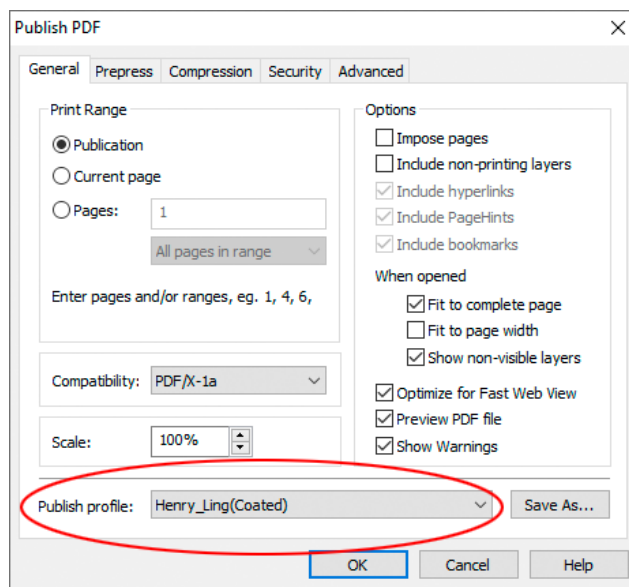 Publish PDF
General Prepress Compression Security Advanced
Print Range
Publication
Current page
Pages: 1
All pages in range
Enter pages and/or ranges, eg. 1, 4, 6,
Compatibility: PDF/X-1a
Scale: 100%
Options
Impose pages
Include non-printing layers
Include hyperlinks
Include PageHints
Include bookmarks
When opened
Fit to complete page
Fit to page width
Show non-visible layers
Optimize for Fast Web View
Preview PDF file
Show Warnings
Publish profile: Henry_Ling(Coated) Save As...
OK Cancel Help